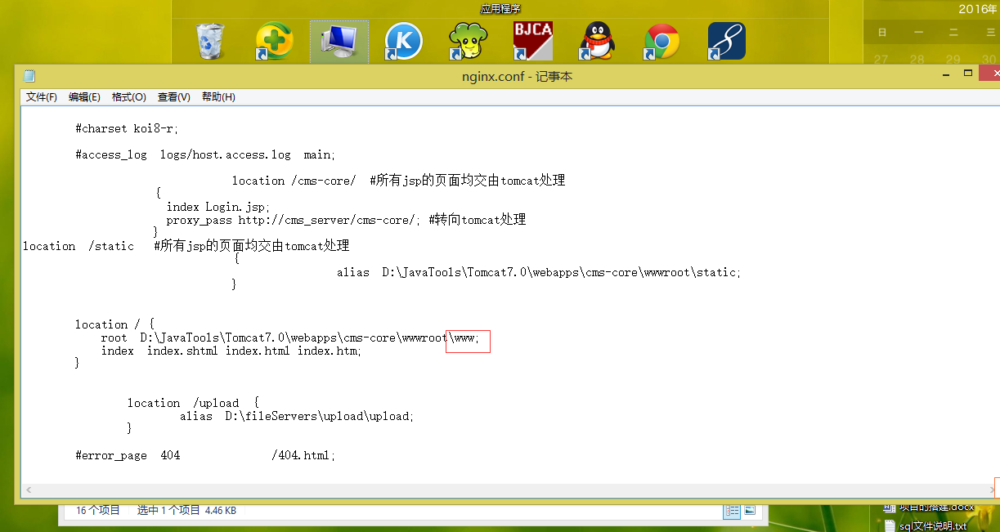 应用程序
2016年
日 一 二 三
27 28 29 30
BJCA
nginx.conf - 记事本
文件(F) 编辑(E) 格式(O) 查看(V) 帮助(H)
#charset koi8-r;
#access_log  logs/host.access.log  main;
location /cms-core/  #所有jsp的页面均交由tomcat处理
{
index Login.jsp;
proxy_pass http://cms_server/cms-core/; #转向tomcat处理
}
location  /static   #所有jsp的页面均交由tomcat处理
{
alias  D:\JavaTools\Tomcat7.0\webapps\cms-core\wwwroot\static;
}
location / {
root  D:\JavaTools\Tomcat7.0\webapps\cms-core\wwwroot\www;
index  index.shtml index.html index.htm;
}
location  /upload  {
alias  D:\fileServers\upload\upload;
}
#error_page  404              /404.html;
16 个项目 选中 1 个项目 4.46 KB
项目的搭建.docx
sql文件说明.txt